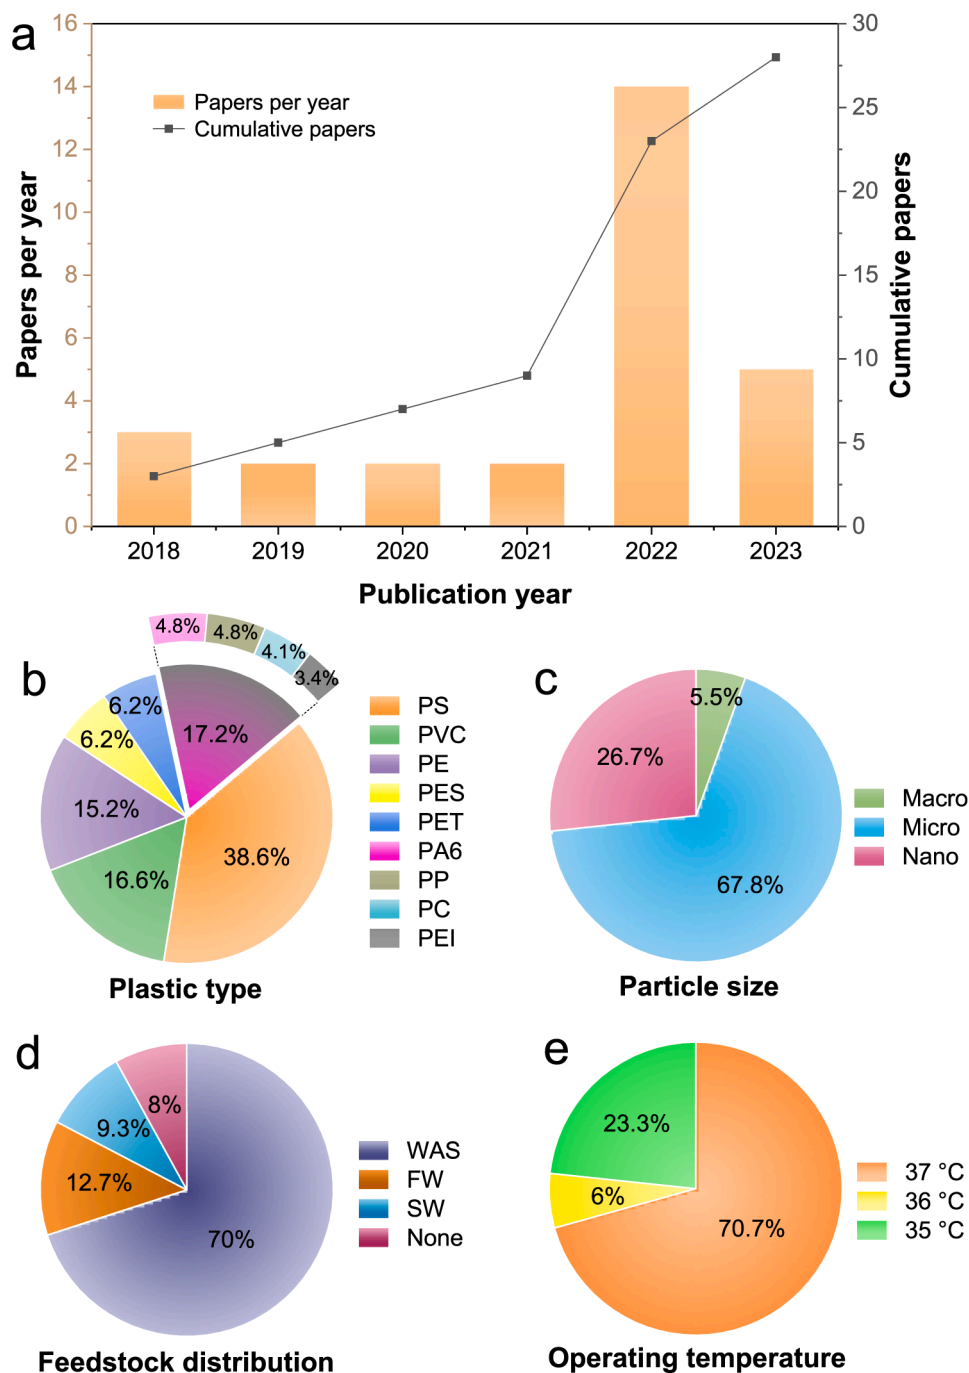 a
Papers per year
Cumulative papers
16
14
12
10
8
6
4
2
0
Papers per year
30
25
20
15
10
5
0
Cumulative papers
2018 2019 2020 2021 2022 2023
Publication year
b
4.8%
4.8%
4.1%
3.4%
17.2%
6.2%
6.2%
15.2%
16.6%
38.6%
PS
PVC
PE
PES
PET
PA6
PP
PC
PEI
Plastic type
c
5.5%
26.7%
67.8%
Macro
Micro
Nano
Particle size
d
8%
9.3%
12.7%
70%
WAS
FW
SW
None
Feedstock distribution
e
23.3%
6%
70.7%
37 °C
36 °C
35 °C
Operating temperature